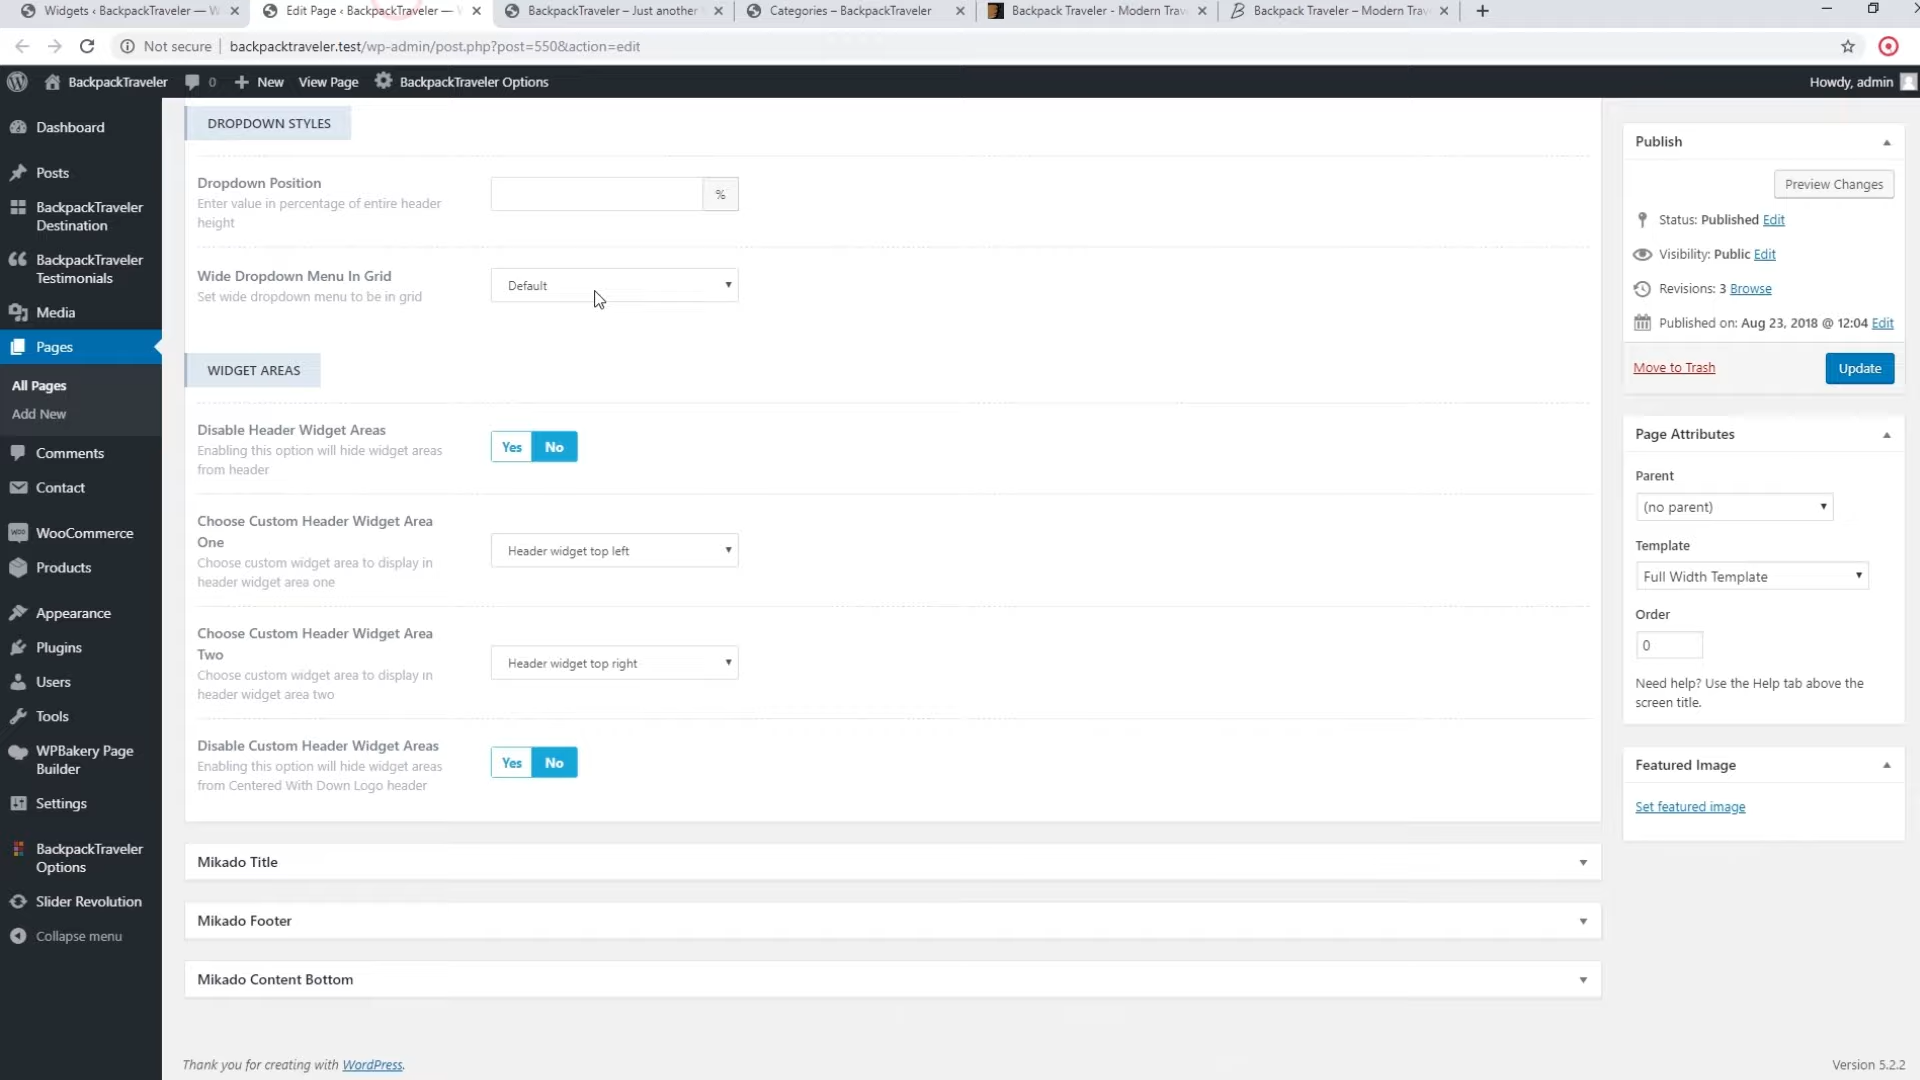 Widgets ‹ BackpackTraveler — W
Edit Page ‹ BackpackTraveler —
BackpackTraveler – Just another
Categories – BackpackTraveler
Backpack Traveler - Modern Trav
Backpack Traveler – Modern Trav
Not secure
backpacktraveler.test/wp-admin/post.php?post=550&action=edit
BackpackTraveler
0
New
View Page
BackpackTraveler Options
Howdy, admin
Dashboard
Posts
BackpackTraveler
Destination
BackpackTraveler
Testimonials
Media
Pages
All Pages
Add New
Comments
Contact
WooCommerce
Products
Appearance
Plugins
Users
Tools
WPBakery Page
Builder
Settings
BackpackTraveler
Options
Slider Revolution
Collapse menu
DROPDOWN STYLES
Dropdown Position
Enter value in percentage of entire header
height
%
Wide Dropdown Menu In Grid
Set wide dropdown menu to be in grid
Default
WIDGET AREAS
Disable Header Widget Areas
Enabling this option will hide widget areas
from header
Yes No
Choose Custom Header Widget Area
One
Choose custom widget area to display in
header widget area one
Header widget top left
Choose Custom Header Widget Area
Two
Choose custom widget area to display in
header widget area two
Header widget top right
Disable Custom Header Widget Areas
Enabling this option will hide widget areas
from Centered With Down Logo header
Yes No
Mikado Title
Mikado Footer
Mikado Content Bottom
Thank you for creating with WordPress.
Publish
Preview Changes
Status: Published Edit
Visibility: Public Edit
Revisions: 3 Browse
Published on: Aug 23, 2018 @ 12:04 Edit
Move to Trash
Update
Page Attributes
Parent
(no parent)
Template
Full Width Template
Order
0
Need help? Use the Help tab above the
screen title.
Featured Image
Set featured image
Version 5.2.2